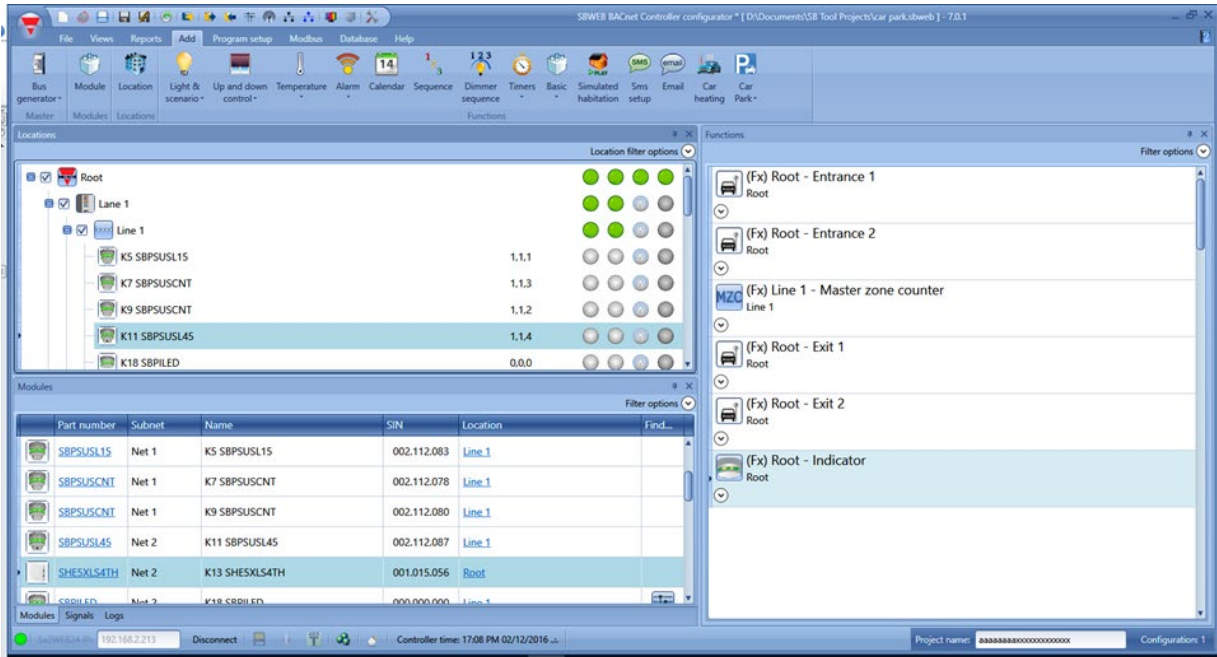 SBWEB BACnet Controller configurator * [ D:\Documents\SB Tool Projects\car park.sbweb ] - 7.0.1
File Views Reports Add Program setup Modbus Database Help
Bus generator Module Location Light & scenario Up and down control Temperature Alarm Calendar Sequence Dimmer sequence Timers Basic Simulated habitation Sms setup Email Car heating Car Park
Master Modules Locations Functions
Locations
Location filter options
Root
Lane 1
Line 1
K5 SBPSUSL15 1,1,1
K7 SBPSUSCNT 1,1,3
K9 SBPSUSCNT 1,1,2
K11 SBPSUSL45 1,1,4
K18 SBPILED 0,0,0
Modules
Filter options
Part number Subnet Name SIN Location Find...
SBPSUSL15 Net 1 K5 SBPSUSL15 002.112.083 Line 1
SBPSUSCNT Net 1 K7 SBPSUSCNT 002.112.078 Line 1
SBPSUSCNT Net 1 K9 SBPSUSCNT 002.112.080 Line 1
SBPSUSL45 Net 2 K11 SBPSUSL45 002.112.087 Line 1
SHE5XLS4TH Net 2 K13 SHE5XLS4TH 001.015.056 Root
SBPILED Net 2 K18 SBPILED 000.000.000 Line 1
Modules Signals Logs
Functions
Filter options
(Fx) Root - Entrance 1
Root
(Fx) Root - Entrance 2
Root
MZC (Fx) Line 1 - Master zone counter
Line 1
(Fx) Root - Exit 1
Root
(Fx) Root - Exit 2
Root
(Fx) Root - Indicator
Root
192.168.2.213 Disconnect Controller time: 17:08 PM 02/12/2016 ... Project name: Configuration: 1